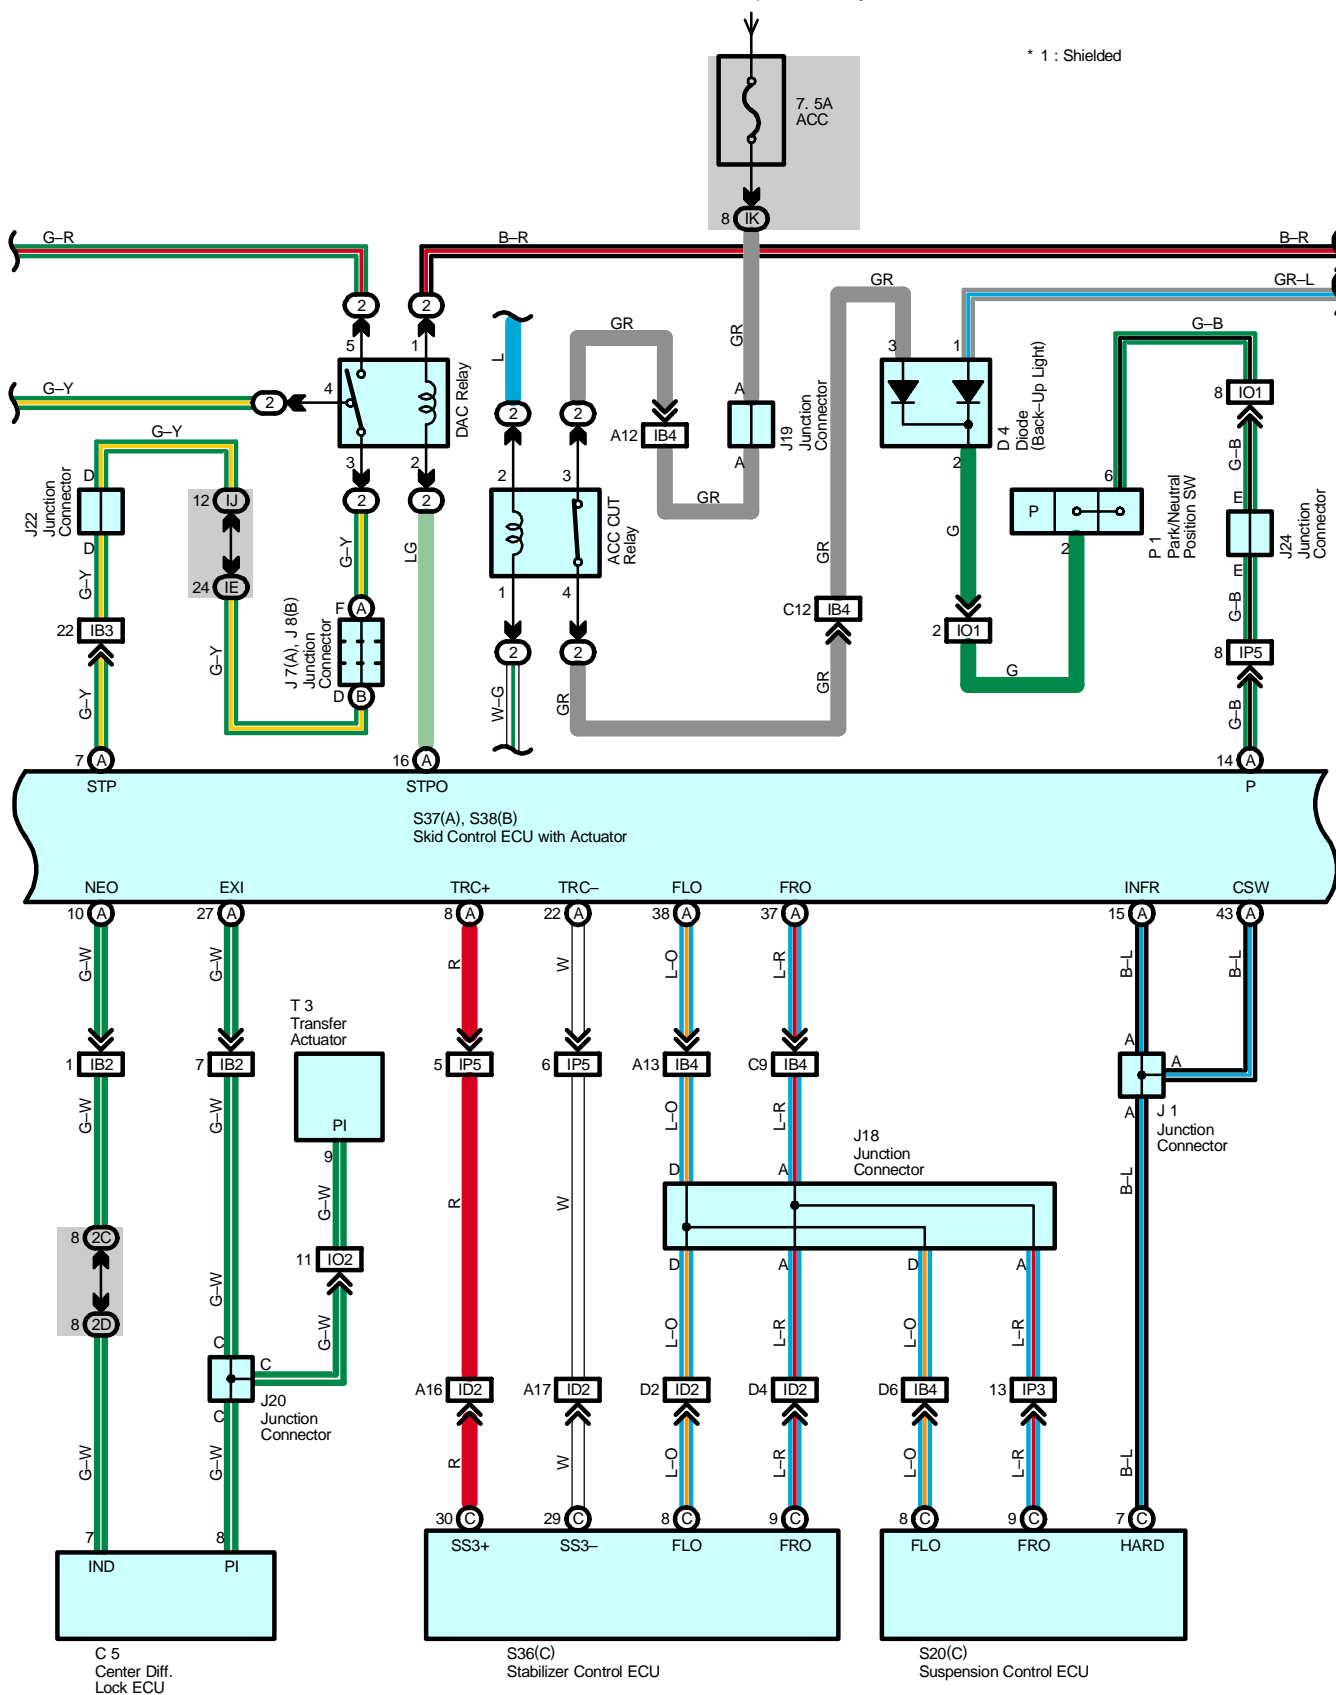 * 1 : Shielded
7. 5A
ACC
8 IK
G–R
B–R
B–R
GR–L
GR
GR
GR
L
G–B
2
2
5
1
3
1
DAC Relay
G–Y
2
4
2
2
A
J19
Junction
Connector
A
D 4
Diode
(Back–Up Light)
8 IO1
G–Y
A12 IB4
G–B
D
J22
Junction
Connector
D
12 IJ
24 IE
3
2
2
2
2
3
GR
2
G
6
P
2
P 1
Park/Neutral
Position SW
E
J24
Junction
Connector
E
ACC CUT
Relay
G–Y
LG
1
4
GR
C12 IB4
G–B
G–Y
F A
J 7(A), J 8(B)
Junction
Connector
D B
22 IB3
G–Y
2
2
2 IO1
G
8 IP5
G–Y
W–G
GR
GR
G–B
7 A
16 A
14 A
STP
STPO
P
S37(A), S38(B)
Skid Control ECU with Actuator
NEO
EXI
TRC+
TRC–
FLO
FRO
INFR
CSW
10 A
27 A
8 A
22 A
38 A
37 A
15 A
43 A
G–W
G–W
R
W
L–O
L–R
B–L
B–L
T 3
Transfer
Actuator
1 IB2
7 IB2
5 IP5
6 IP5
A13 IB4
C9 IB4
A
A
A
J 1
Junction
Connector
PI
9
G–W
G–W
G–W
L–O
L–R
J18
Junction
Connector
R
W
D
A
B–L
8 2C
11 IO2
D
A
D
A
G–W
G–W
8 2D
L–O
L–R
L–O
L–R
C
C
C
J20
Junction
Connector
A16 ID2
A17 ID2
D2 ID2
D4 ID2
D6 IB4
13 IP3
G–W
G–W
R
W
L–O
L–R
L–O
L–R
B–L
7
8
30 C
29 C
8 C
9 C
8 C
9 C
7 C
IND
PI
SS3+
SS3–
FLO
FRO
FLO
FRO
HARD
C 5
Center Diff.
Lock ECU
S36(C)
Stabilizer Control ECU
S20(C)
Suspension Control ECU